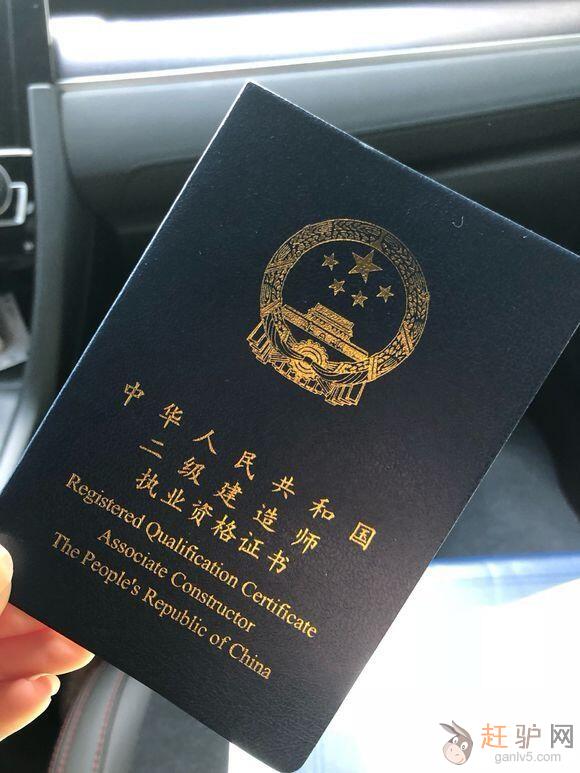 中华人民共和国
二级建造师
执业资格证书
Registered Qualification Certificate
Associate Constructor
The People's Republic of China
赶驴网
ganlv5.com